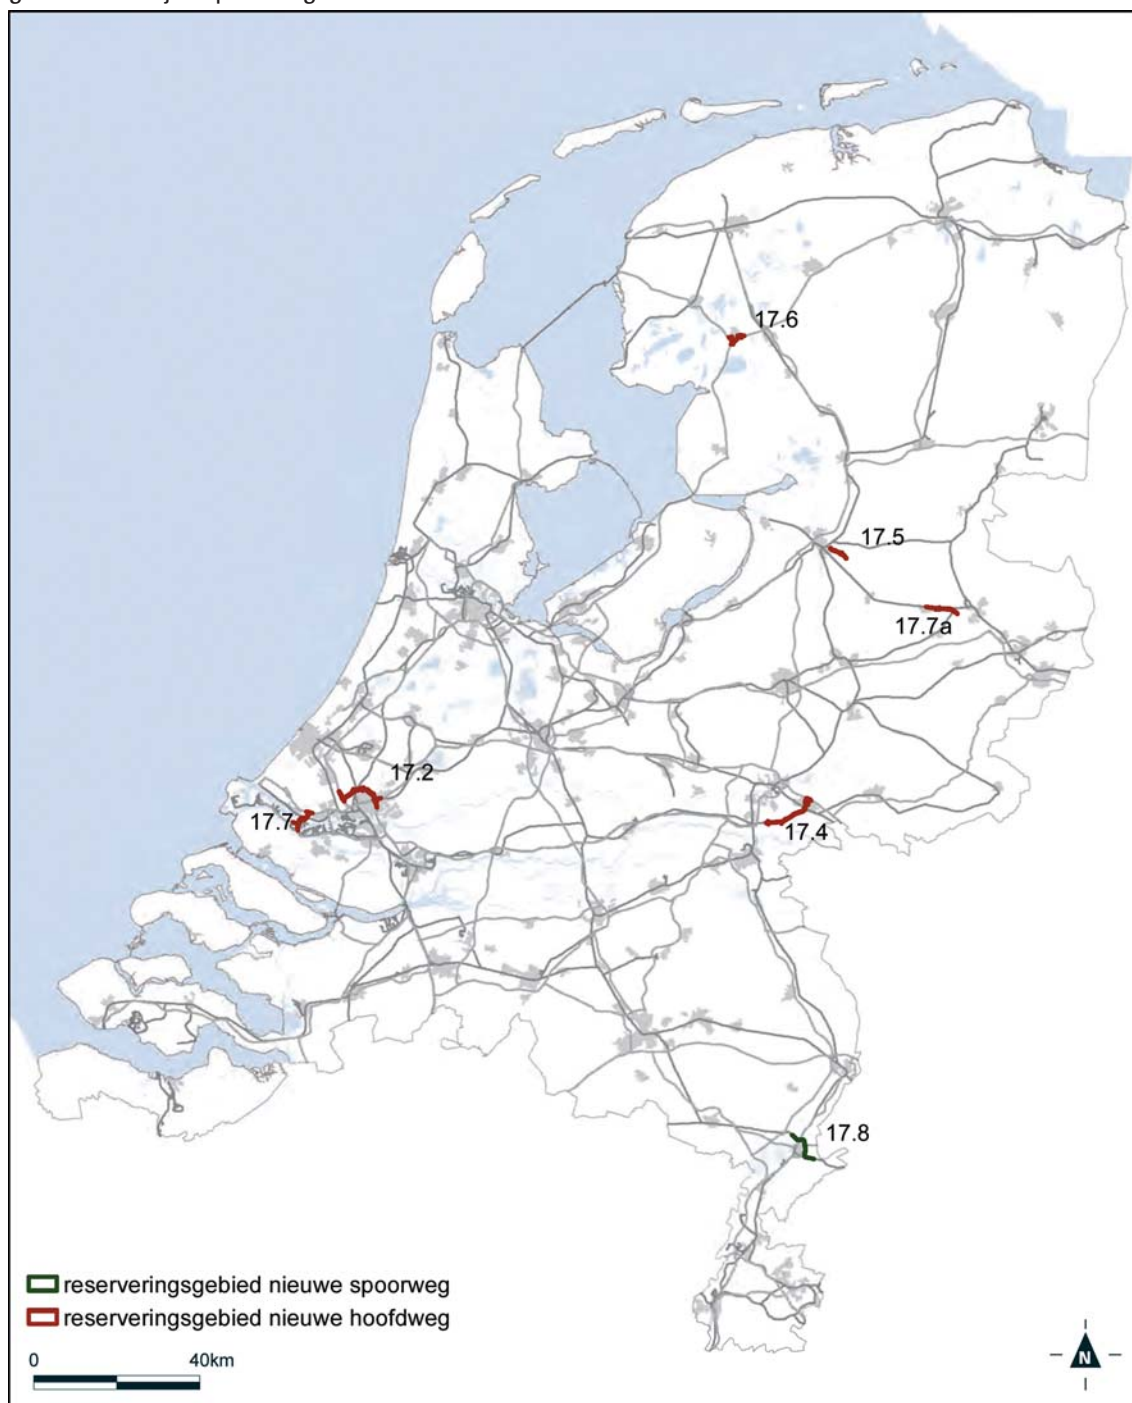 17.6
17.5
17.7a
17.2
17.7
17.4
17.8
reserveringsgebied nieuwe spoorweg
reserveringsgebied nieuwe hoofdweg
0 40km
N